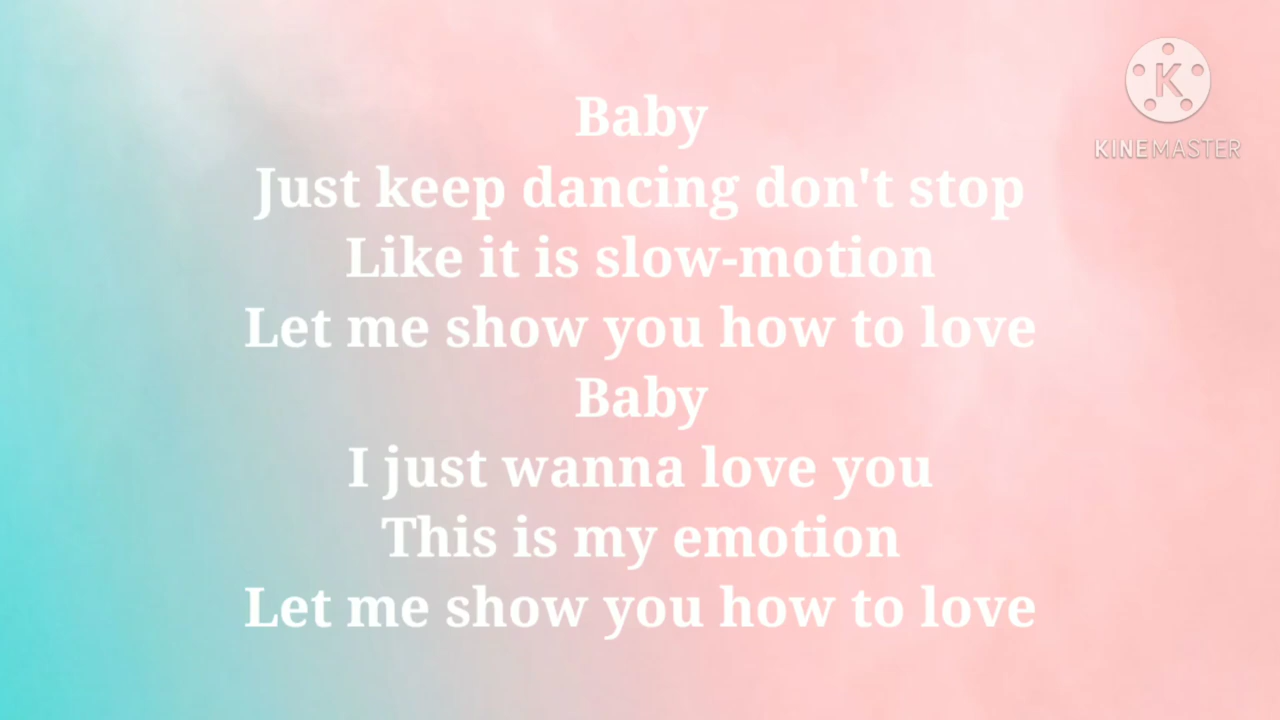 Baby
Just keep dancing don't stop
Like it is slow-motion
Let me show you how to love
Baby
I just wanna love you
This is my emotion
Let me show you how to love
K
KINEMASTER